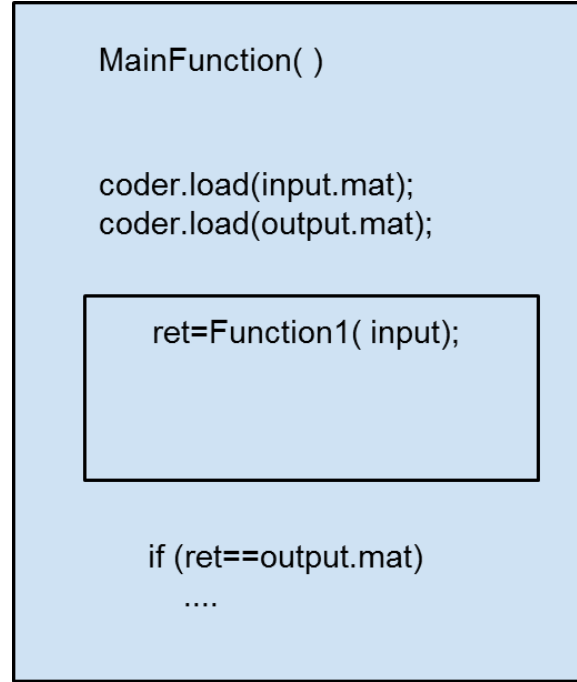 MainFunction( )
coder.load(input.mat);
coder.load(output.mat);
ret=Function1( input);
if (ret==output.mat)
....